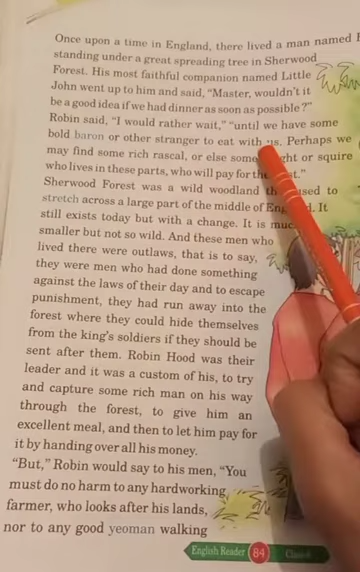 Once upon a time in England, there lived a man named
standing under a great spreading tree in Sherwood
Forest. His most faithful companion named Little
John went up to him and said, "Master, wouldn't it
be a good idea if we had dinner as soon as possible?"
Robin said, "I would rather wait," "until we have some
bold baron or other stranger to eat with us. Perhaps we
may find some rich rascal, or else some or squire
who lives in these parts, who will pay for the
Sherwood Forest was a wild woodland used to
stretch across a large part of the middle of It
still exists today but with a change. It is
smaller but not so wild. And these men who
lived there were outlaws, that is to say,
they were men who had done something
against the laws of their day and to escape
punishment, they had run away into the
forest where they could hide themselves
from the king's soldiers if they should be
sent after them. Robin Hood was their
leader and it was a custom of his, to try
and capture some rich man on his way
through the forest, to give him an
excellent meal, and then to let him pay for
it by handing over all his money.
"But," Robin would say to his men, "You
must do no harm to any hardworking
farmer, who looks after his lands,
nor to any good yeoman walking
English Reader 84